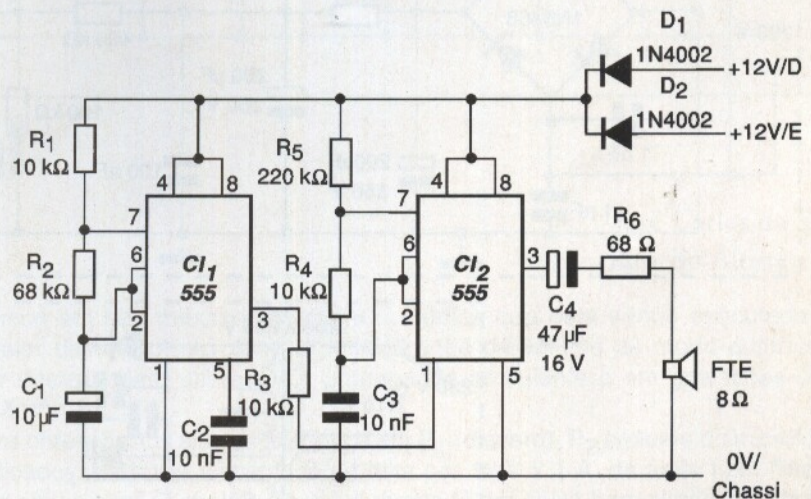 D1
1N4002
+12V/D
D2
1N4002
+12V/E
R1
10 kΩ
4
8
7
R2
68 kΩ
6
2
CI1
555
3
1
5
C1
10 µF
C2
10 nF
R3
10 kΩ
R5
220 kΩ
4
8
7
R4
10 kΩ
6
2
CI2
555
3
1
5
C3
10 nF
C4
47 µF
16 V
R6
68 Ω
FTE
8 Ω
0V/
Chassi